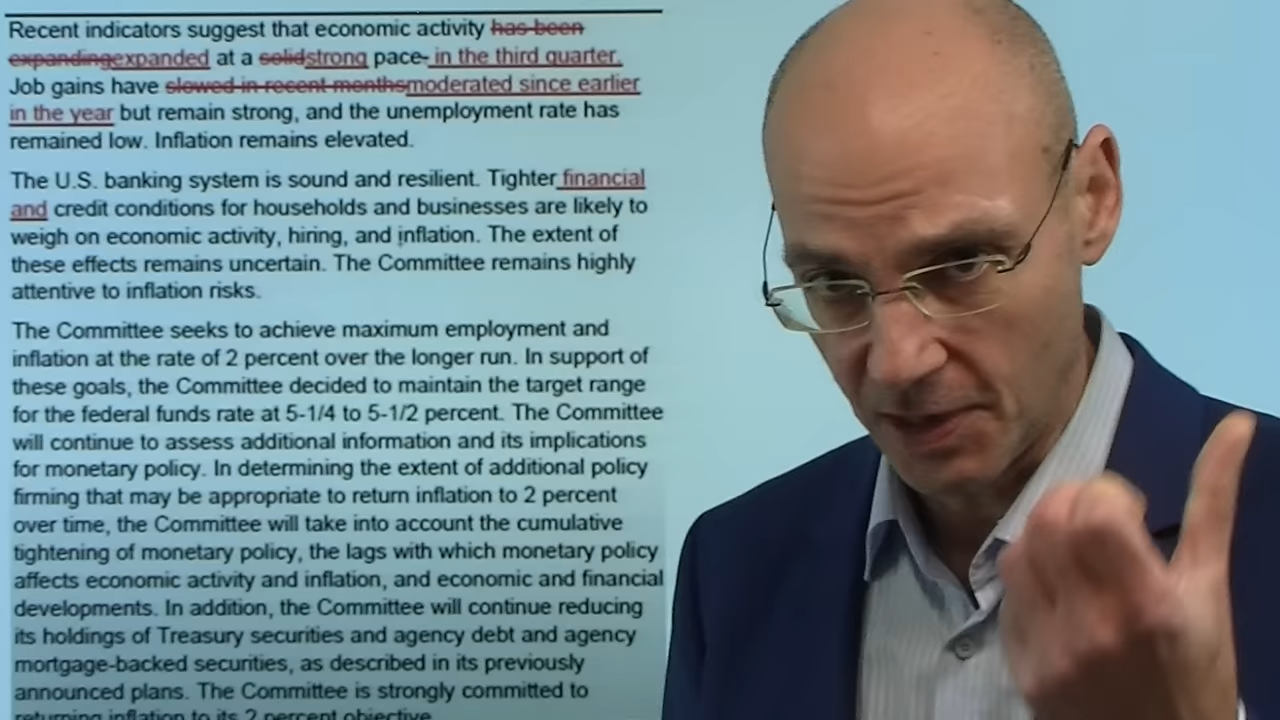 Recent indicators suggest that economic activity has been
expandingexpanded at a solidstrong pace- in the third quarter.
Job gains have slowed in recent monthsmoderated since earlier
in the year but remain strong, and the unemployment rate has
remained low. Inflation remains elevated.
The U.S. banking system is sound and resilient. Tighter financial
and credit conditions for households and businesses are likely to
weigh on economic activity, hiring, and inflation. The extent of
these effects remains uncertain. The Committee remains highly
attentive to inflation risks.
The Committee seeks to achieve maximum employment and
inflation at the rate of 2 percent over the longer run. In support of
these goals, the Committee decided to maintain the target range
for the federal funds rate at 5-1/4 to 5-1/2 percent. The Committee
will continue to assess additional information and its implications
for monetary policy. In determining the extent of additional policy
firming that may be appropriate to return inflation to 2 percent
over time, the Committee will take into account the cumulative
tightening of monetary policy, the lags with which monetary policy
affects economic activity and inflation, and economic and financial
developments. In addition, the Committee will continue reducing
its holdings of Treasury securities and agency debt and agency
mortgage-backed securities, as described in its previously
announced plans. The Committee is strongly committed to
returning inflation to its 2 percent objective.